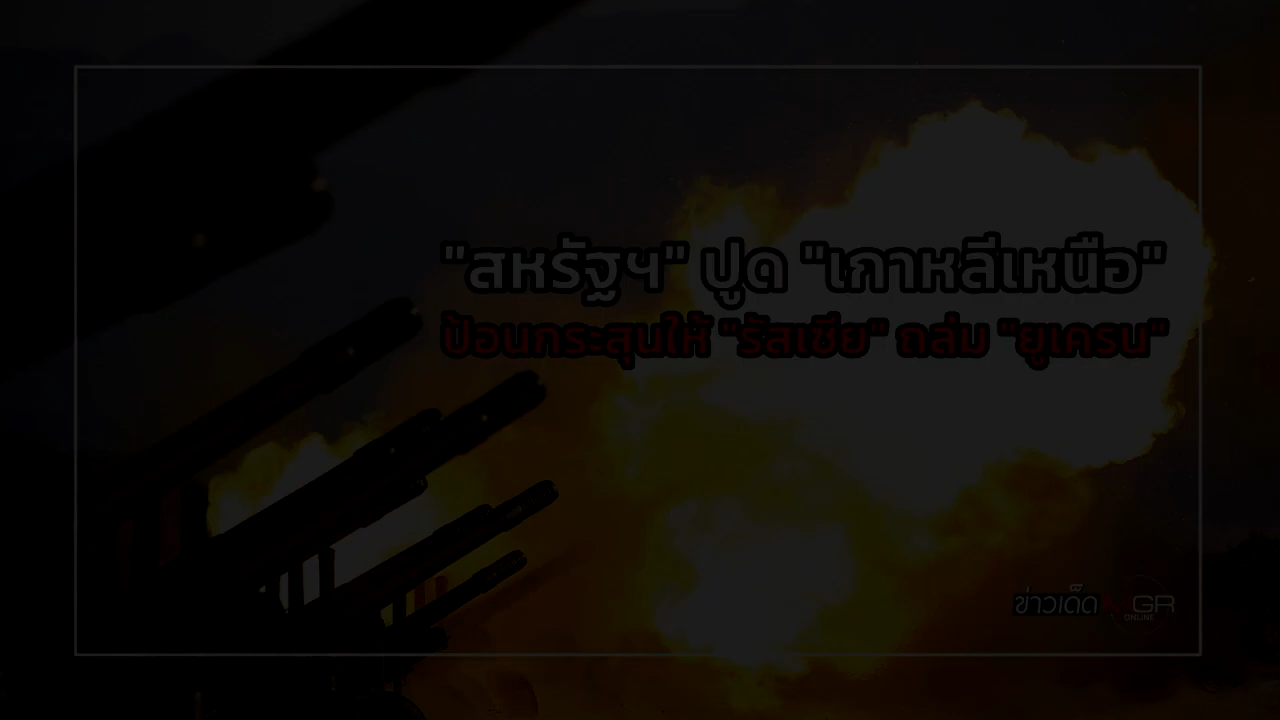 "สหรัฐฯ" ปูด "เกาหลีเหนือ"
ป้อนกระสุนให้ "รัสเซีย" ถล่ม "ยูเครน"
ข่าวเด็ด MGR
ONLINE